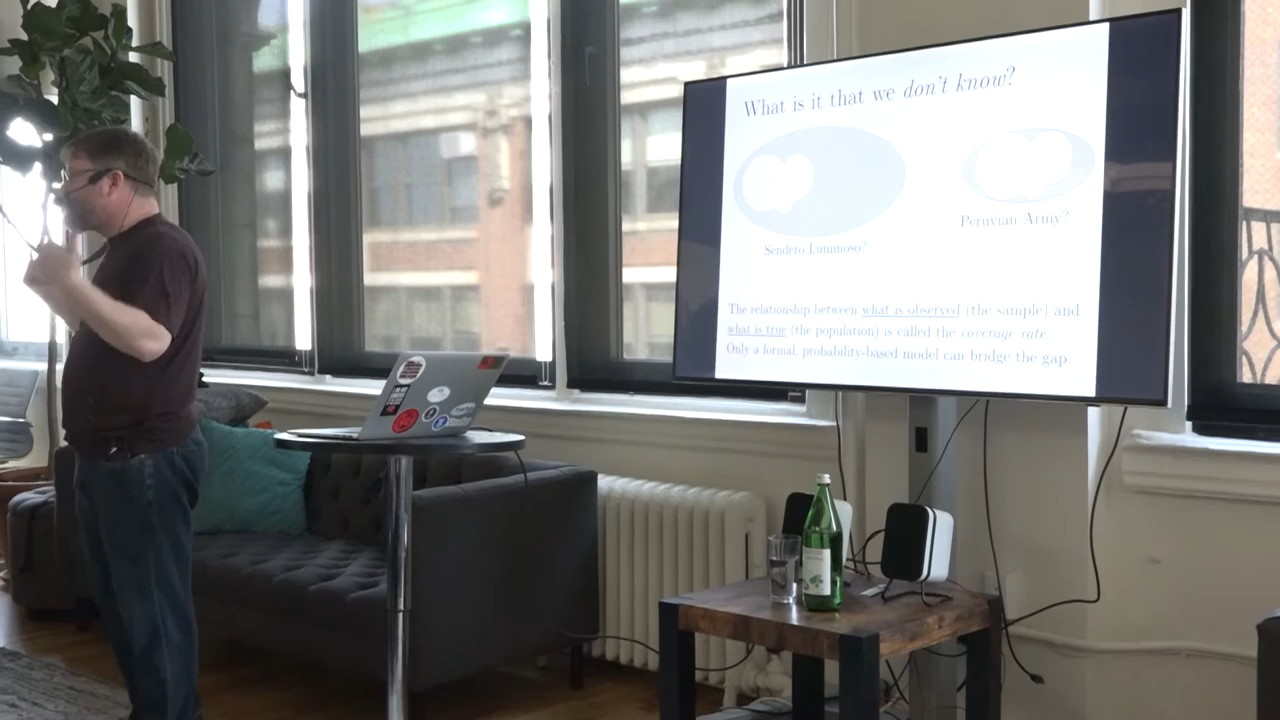 What is it that we don't know?
Sendero Luminoso?
Peruvian Army?
The relationship between what is observed (the sample) and
what is true (the population) is called the coverage rate
Only a formal, probability-based model can bridge the gap.